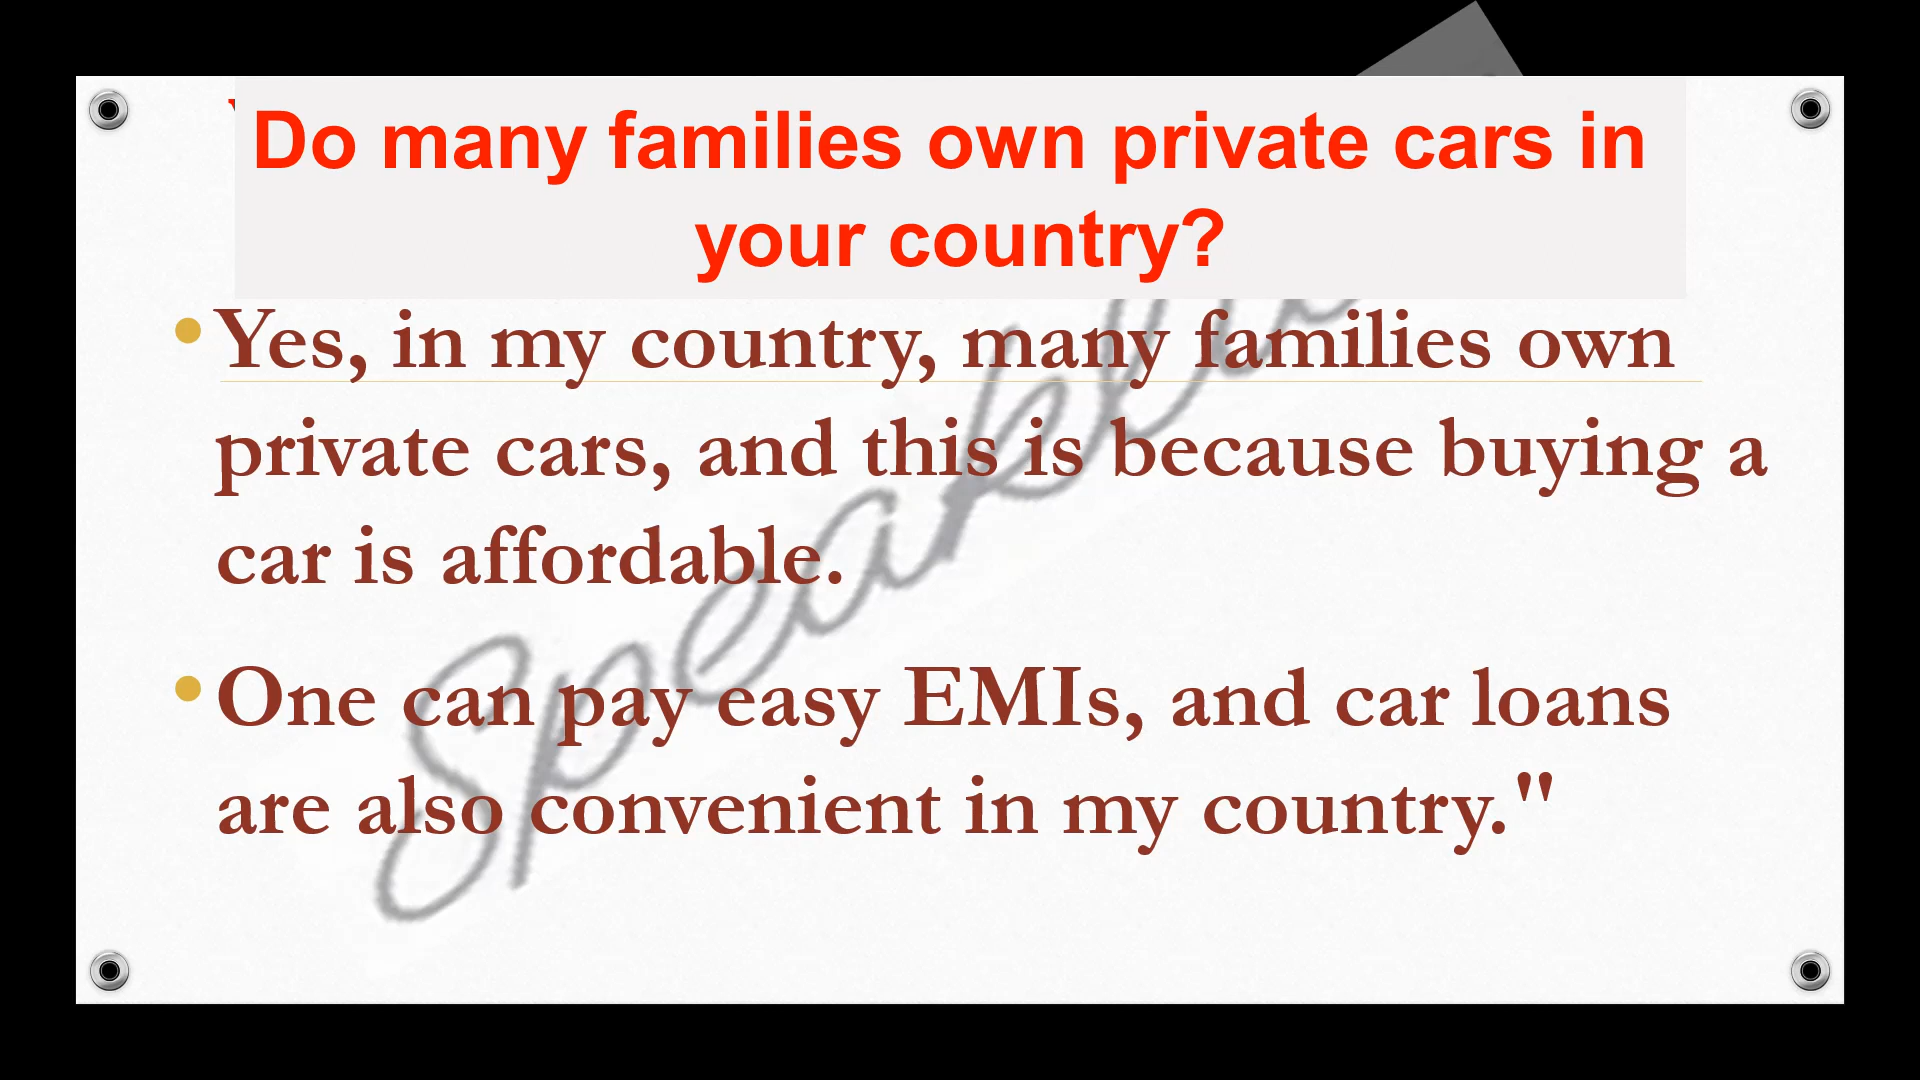 Do many families own private cars in
your country?
• Yes, in my country, many families own
private cars, and this is because buying a
car is affordable.
• One can pay easy EMIs, and car loans
are also convenient in my country."